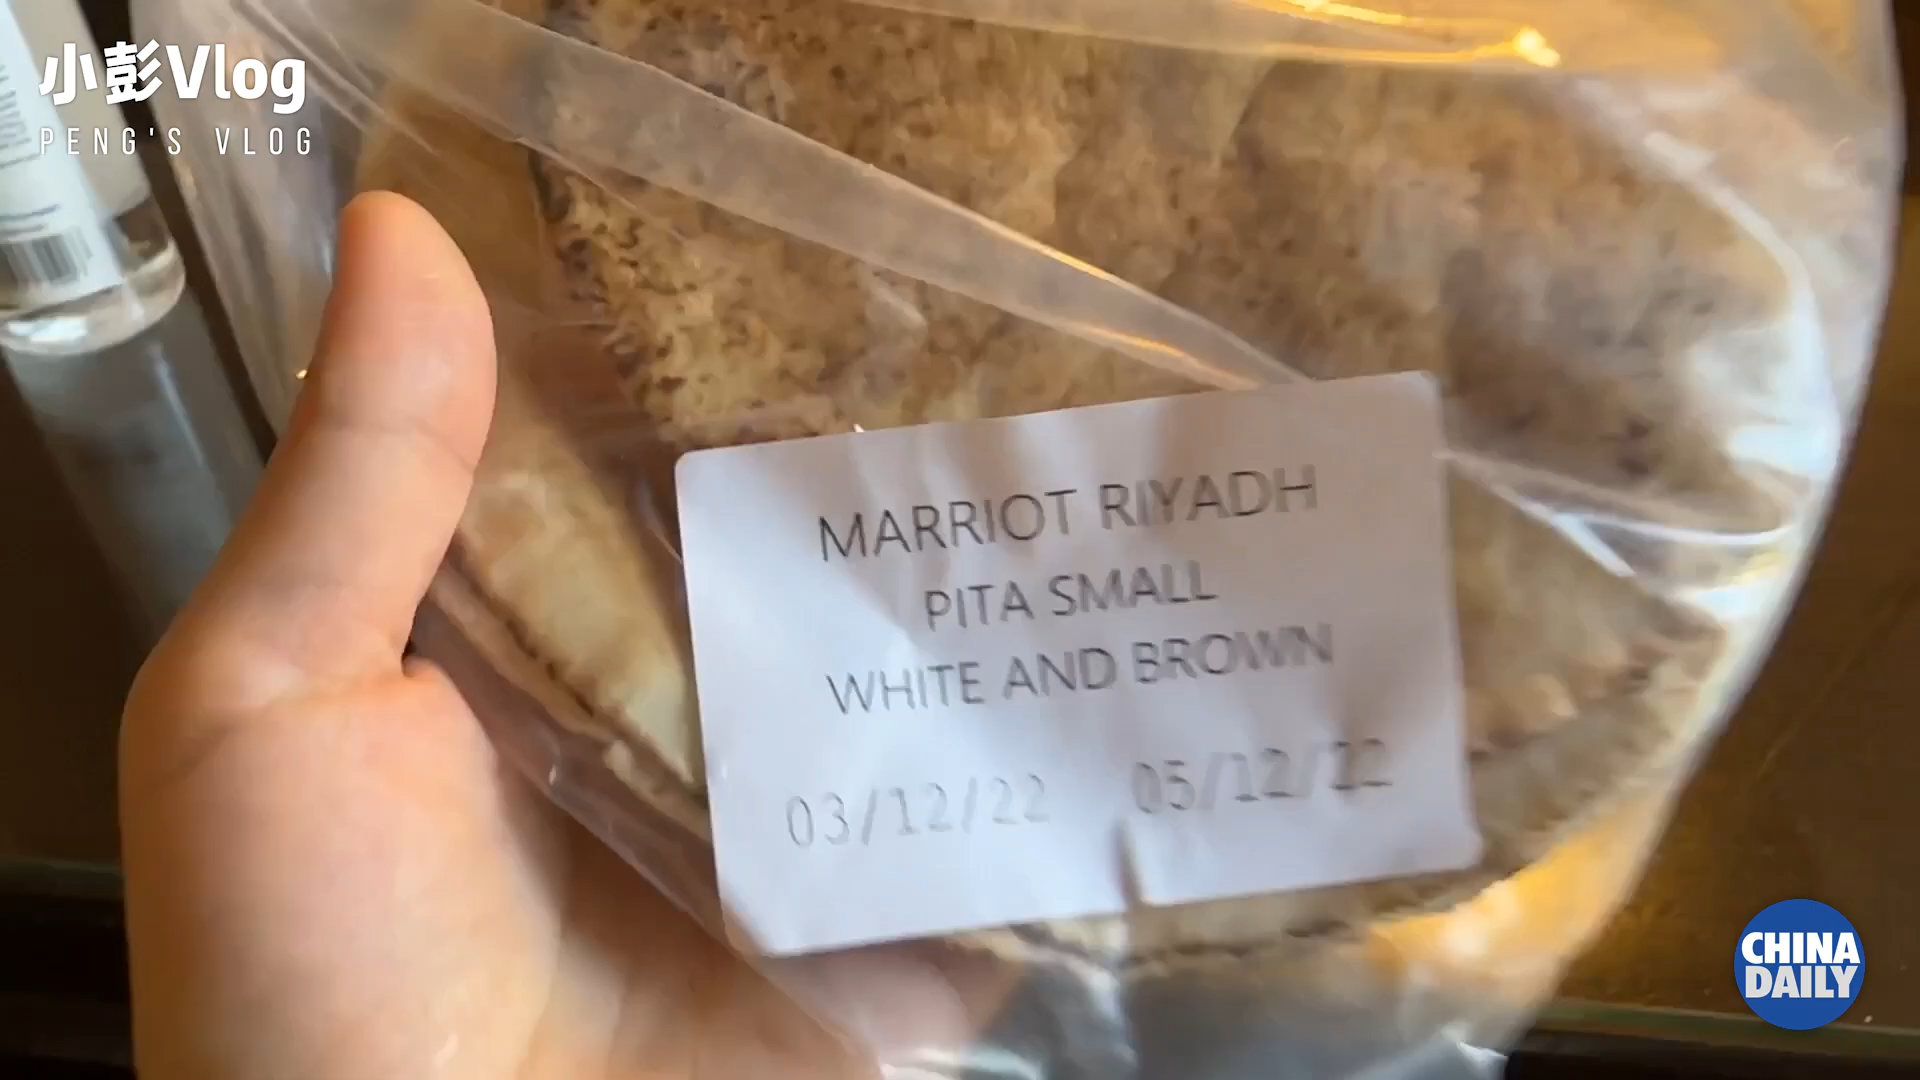 小彭Vlog
PENG'S VLOG
MARRIOT RIYADH
PITA SMALL
WHITE AND BROWN
03/12/22 05/12/22
CHINA
DAILY